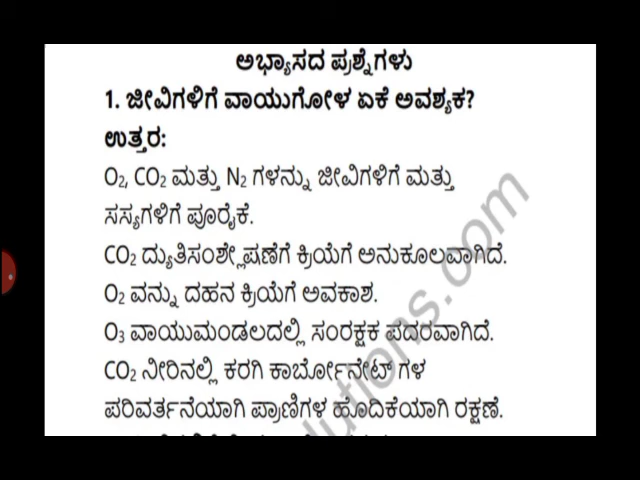 ಅಭ್ಯಾಸದ ಪ್ರಶ್ನೆಗಳು
1. ಜೀವಿಗಳಿಗೆ ವಾಯುಗೋಳ ಏಕೆ ಅವಶ್ಯಕ?
ಉತ್ತರ:
O₂, CO₂ ಮತ್ತು N₂ ಗಳನ್ನು ಜೀವಿಗಳಿಗೆ ಮತ್ತು
ಸಸ್ಯಗಳಿಗೆ ಪೂರೈಕೆ.
CO₂ ದ್ಯುತಿಸಂಶ್ಲೇಷಣೆಗೆ ಕ್ರಿಯೆಗೆ ಅನುಕೂಲವಾಗಿದೆ.
O₂ ವನ್ನು ದಹನ ಕ್ರಿಯೆಗೆ ಅವಕಾಶ.
O₃ ವಾಯುಮಂಡಲದಲ್ಲಿ ಸಂರಕ್ಷಕ ಪದರವಾಗಿದೆ.
CO₂ ನೀರಿನಲ್ಲಿ ಕರಗಿ ಕಾರ್ಬೋನೇಟ್ ಗಳ
ಪರಿವರ್ತನೆಯಾಗಿ ಪ್ರಾಣಿಗಳ ಹೊದಿಕೆಯಾಗಿ ರಕ್ಷಣೆ.
lutions.com